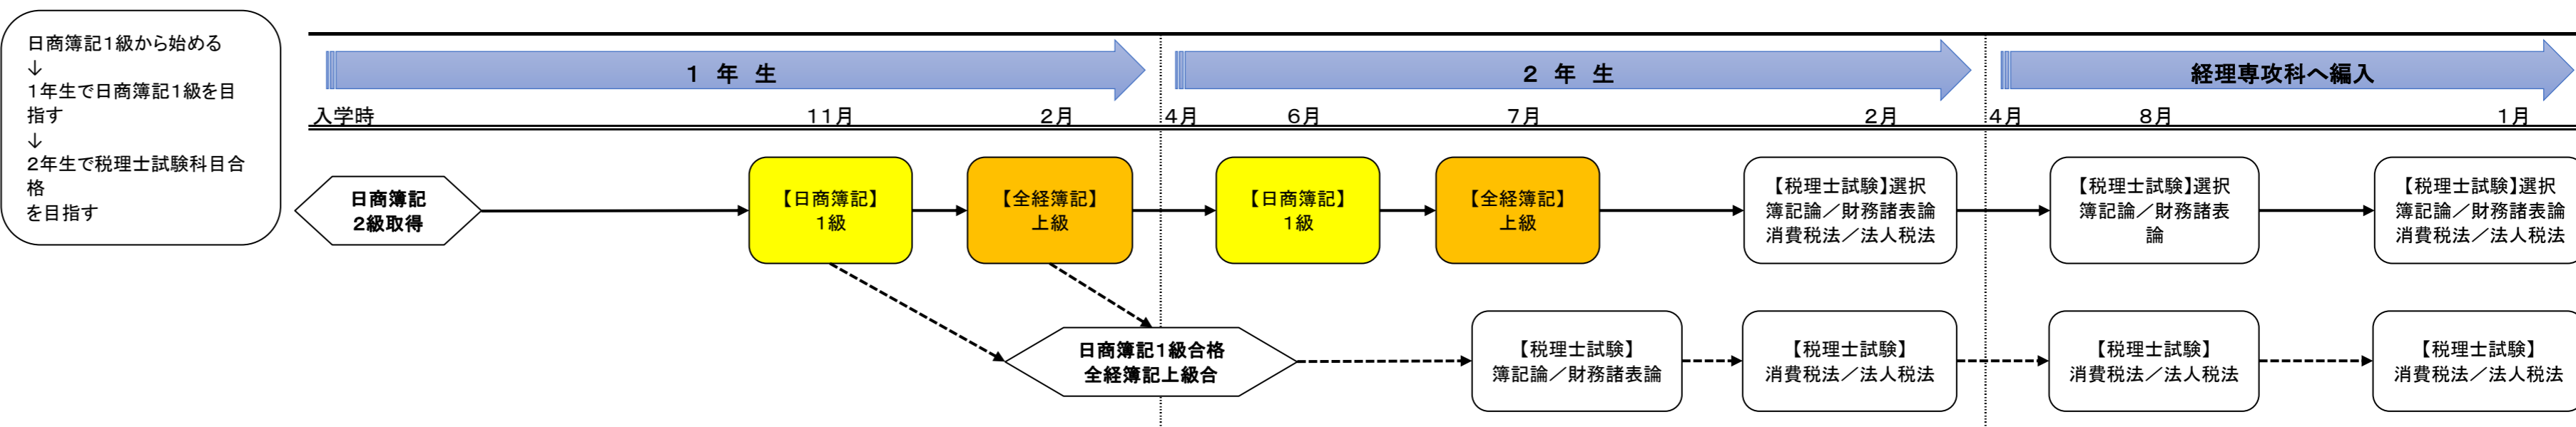 日商簿記1級から始める
↓
1年生で日商簿記1級を目
指す
↓
2年生で税理士試験科目合
格
を目指す
1 年 生
2 年 生
経理専攻科へ編入
入学時
11月
2月
4月
6月
7月
2月
4月
8月
1月
日商簿記
2級取得
【日商簿記】
1級
【全経簿記】
上級
【日商簿記】
1級
【全経簿記】
上級
【税理士試験】選択
簿記論／財務諸表論
消費税法／法人税法
【税理士試験】選択
簿記論／財務諸表
論
【税理士試験】選択
簿記論／財務諸表論
消費税法／法人税法
日商簿記1級合格
全経簿記上級合
【税理士試験】
簿記論／財務諸表論
【税理士試験】
消費税法／法人税法
【税理士試験】
消費税法／法人税法
【税理士試験】
消費税法／法人税法